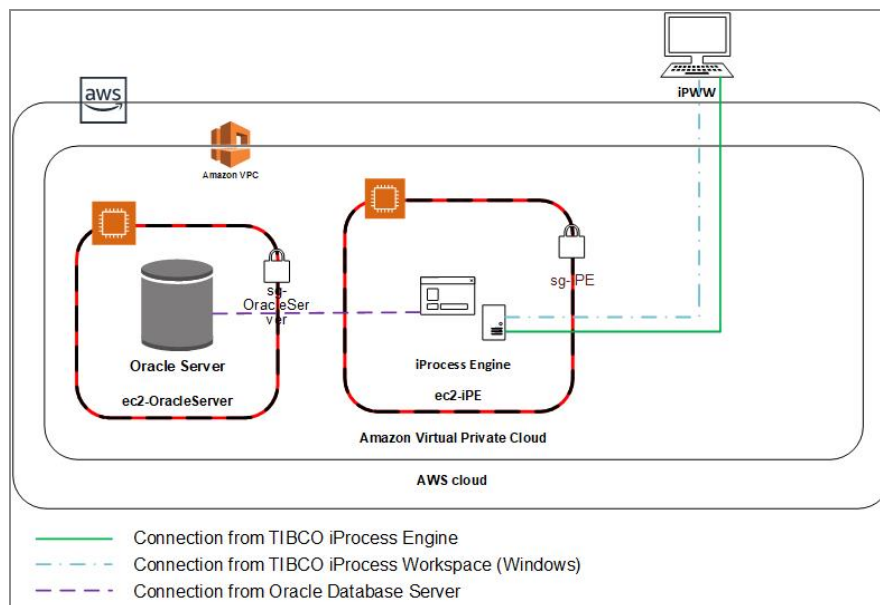 iPWW
aws
Amazon VPC
sg-
OracleSer
ver
sg-iPE
Oracle Server
iProcess Engine
ec2-OracleServer
ec2-iPE
Amazon Virtual Private Cloud
AWS cloud
Connection from TIBCO iProcess Engine
Connection from TIBCO iProcess Workspace (Windows)
Connection from Oracle Database Server